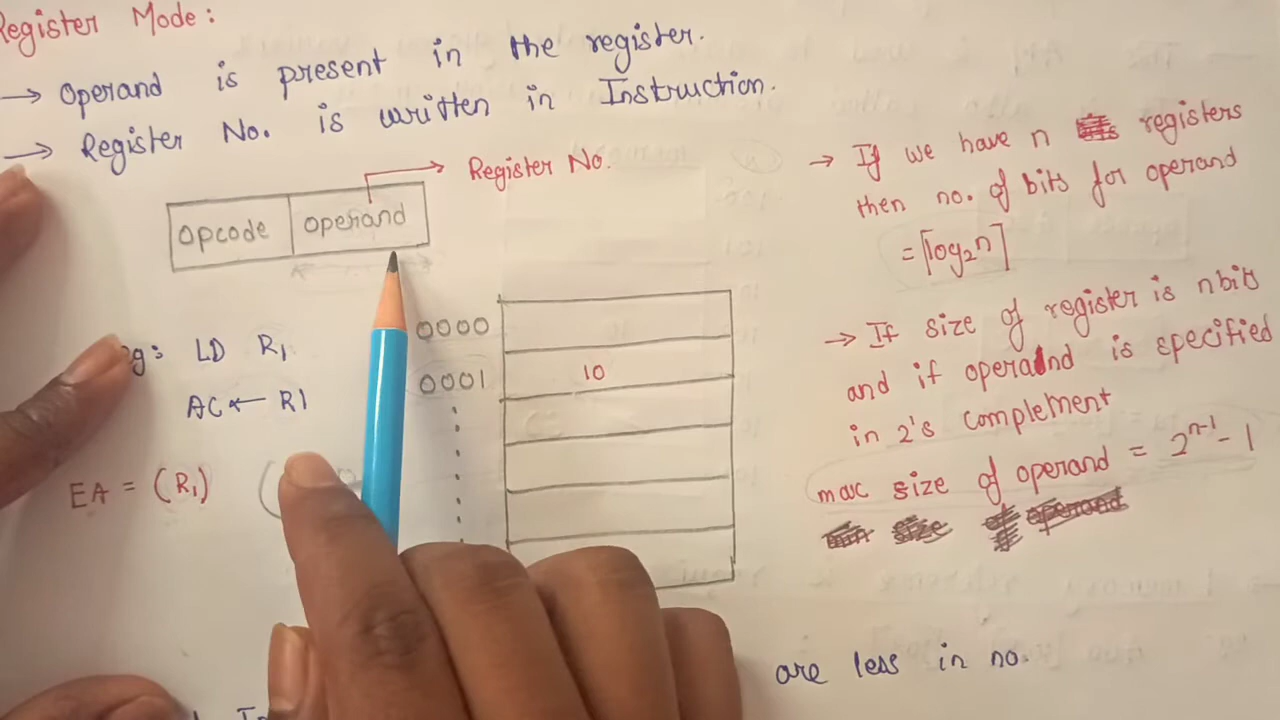 Register Mode:
→ Operand is present in the register.
→ Register No. is written in Instruction.
→ Register No.
opcode operand
Eg: LD R1
AC ← R1
EA = (R1)
0000
0001 10
→ If we have n registers
then no. of bits for operand
= ⌈log₂n⌉
→ If size of register is n bits
and if operand is specified
in 2's complement
max size of operand = 2ⁿ⁻¹ - 1
are less in no.